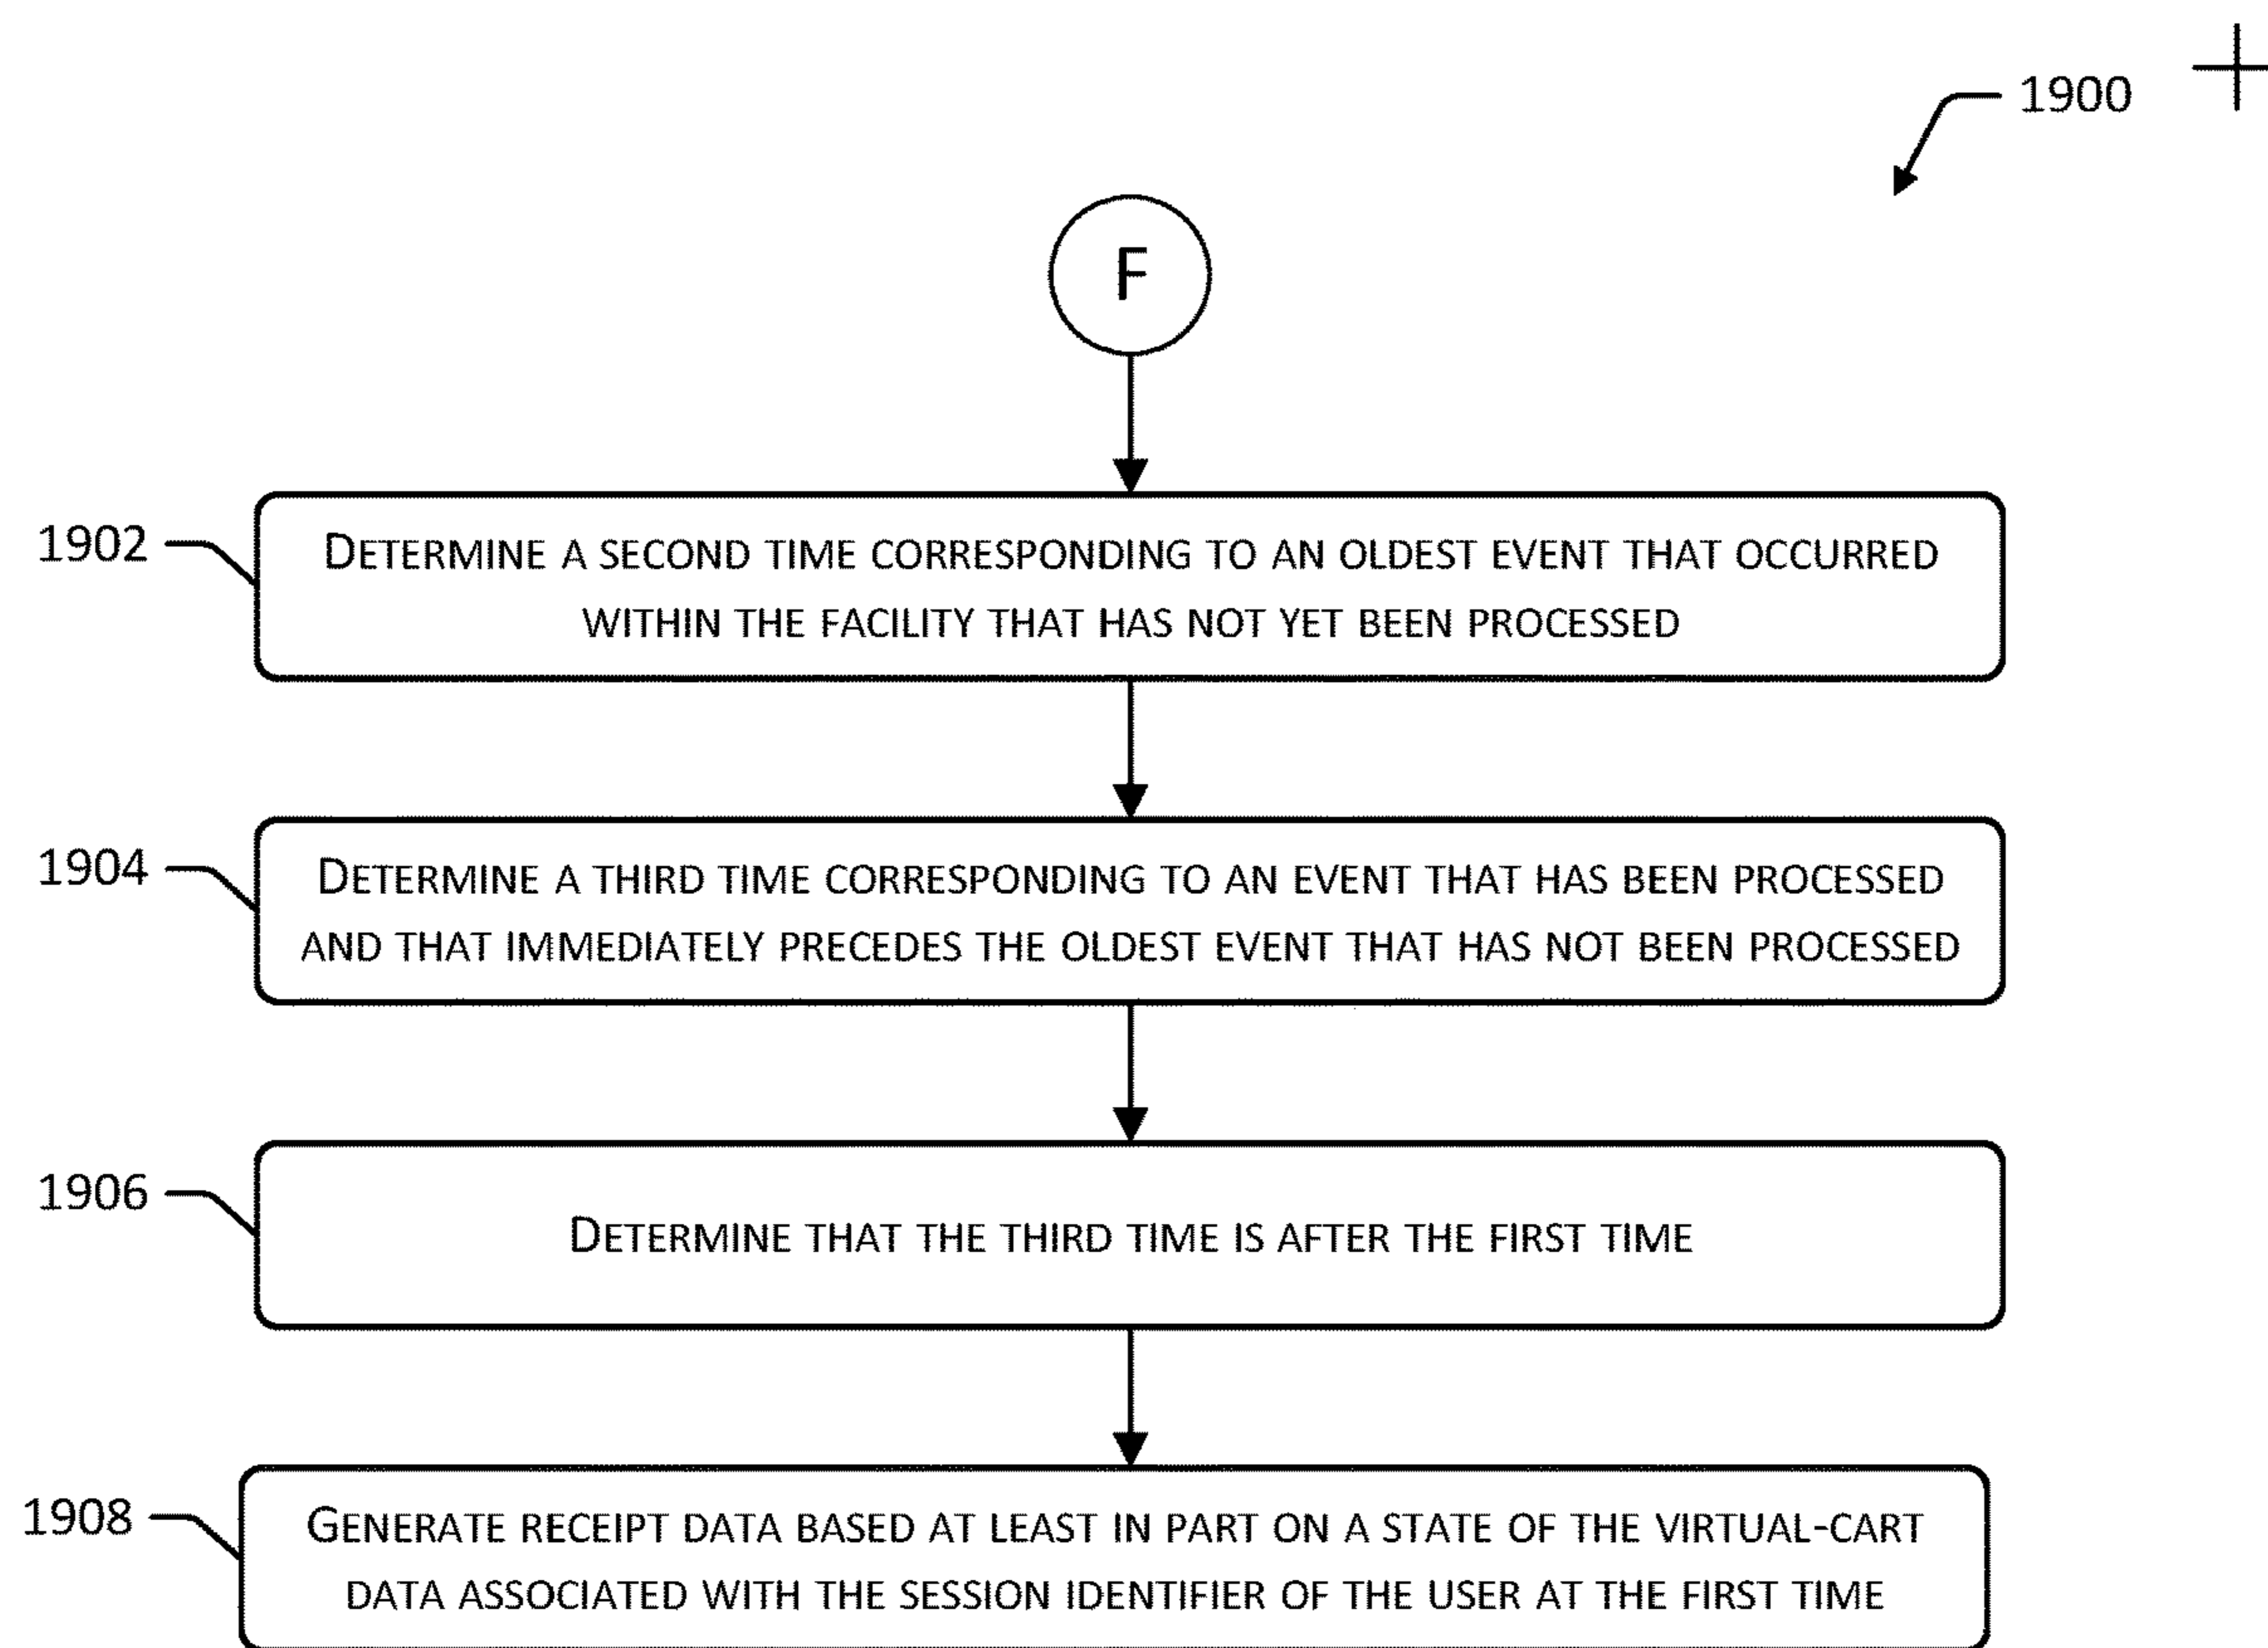 1900
F
1902
DETERMINE A SECOND TIME CORRESPONDING TO AN OLDEST EVENT THAT OCCURRED
WITHIN THE FACILITY THAT HAS NOT YET BEEN PROCESSED
1904
DETERMINE A THIRD TIME CORRESPONDING TO AN EVENT THAT HAS BEEN PROCESSED
AND THAT IMMEDIATELY PRECEDES THE OLDEST EVENT THAT HAS NOT BEEN PROCESSED
1906
DETERMINE THAT THE THIRD TIME IS AFTER THE FIRST TIME
1908
GENERATE RECEIPT DATA BASED AT LEAST IN PART ON A STATE OF THE VIRTUAL-CART
DATA ASSOCIATED WITH THE SESSION IDENTIFIER OF THE USER AT THE FIRST TIME